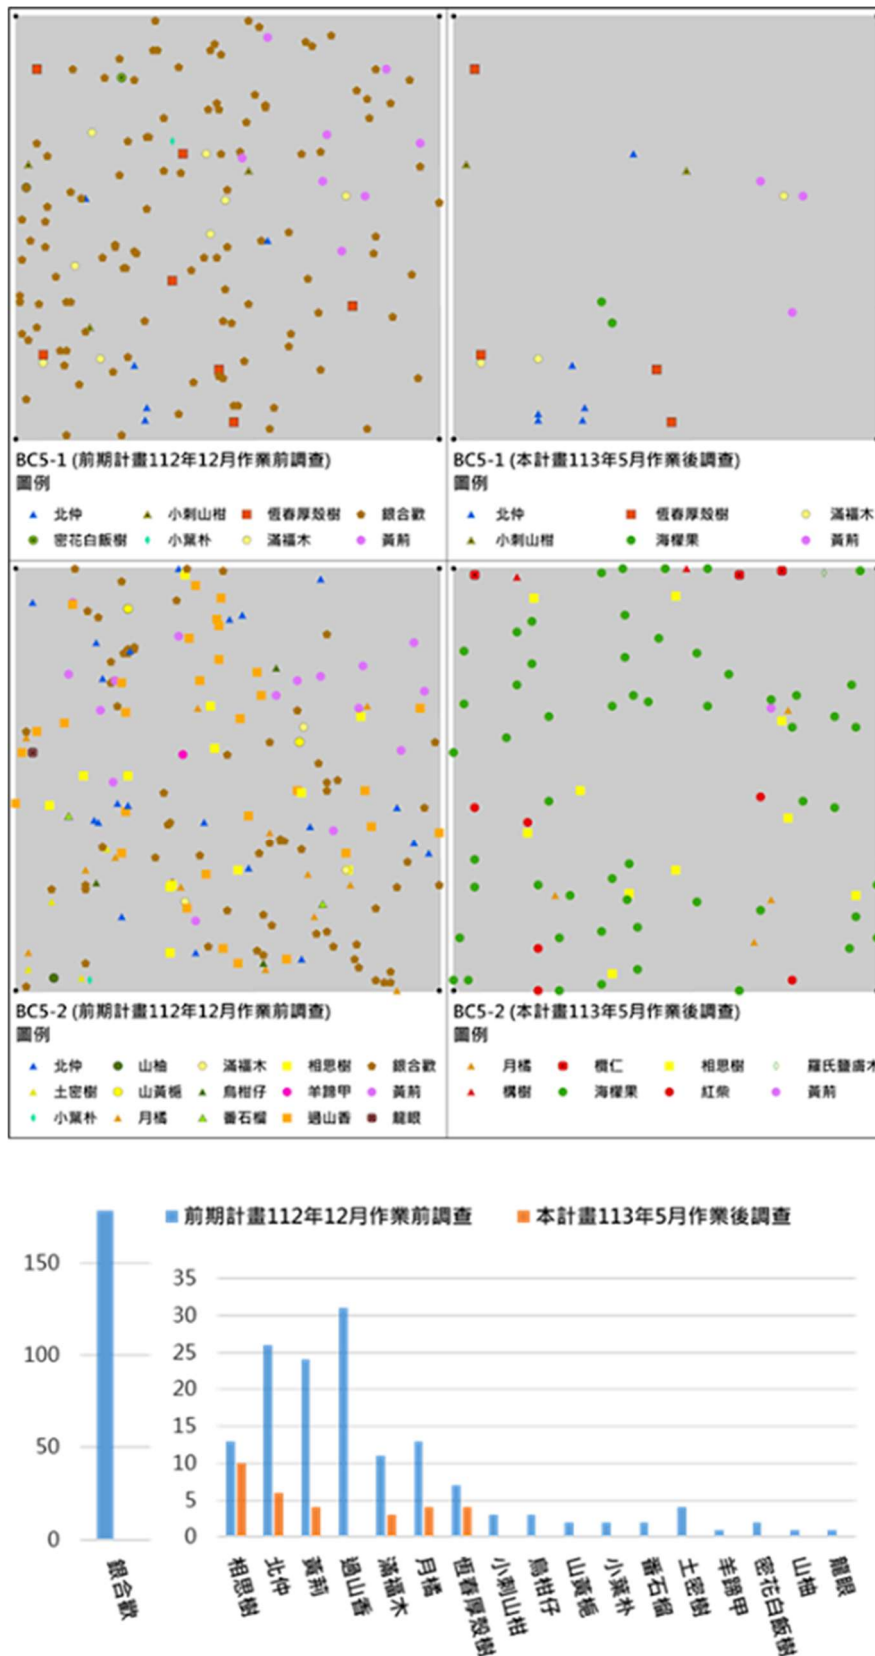 BC5-1 (前期計畫112年12月作業前調查)
圖例
北仲 小刺山柑 恆春厚殼樹 銀合歡
密花白飯樹 小葉朴 滿福木 黃荊
BC5-1 (本計畫113年5月作業後調查)
圖例
北仲 恆春厚殼樹 滿福木
小刺山柑 海檬果 黃荊
BC5-2 (前期計畫112年12月作業前調查)
圖例
北仲 山柚 滿福木 相思樹 銀合歡
土密樹 山黃梔 烏柑仔 羊蹄甲 黃荊
小葉朴 月橘 番石榴 過山香 龍眼
BC5-2 (本計畫113年5月作業後調查)
圖例
月橘 欖仁 相思樹 羅氏鹽膚木
構樹 海檬果 紅柴 黃荊
前期計畫112年12月作業前調查 本計畫113年5月作業後調查
150
100
50
0
銀合歡
35
30
25
20
15
10
5
0
相思樹
北仲
黃荊
過山香
滿福木
月橘
恆春厚殼樹
小刺山柑
烏柑仔
山黃梔
小葉朴
番石榴
土密樹
羊蹄甲
密花白飯樹
山柚
龍眼